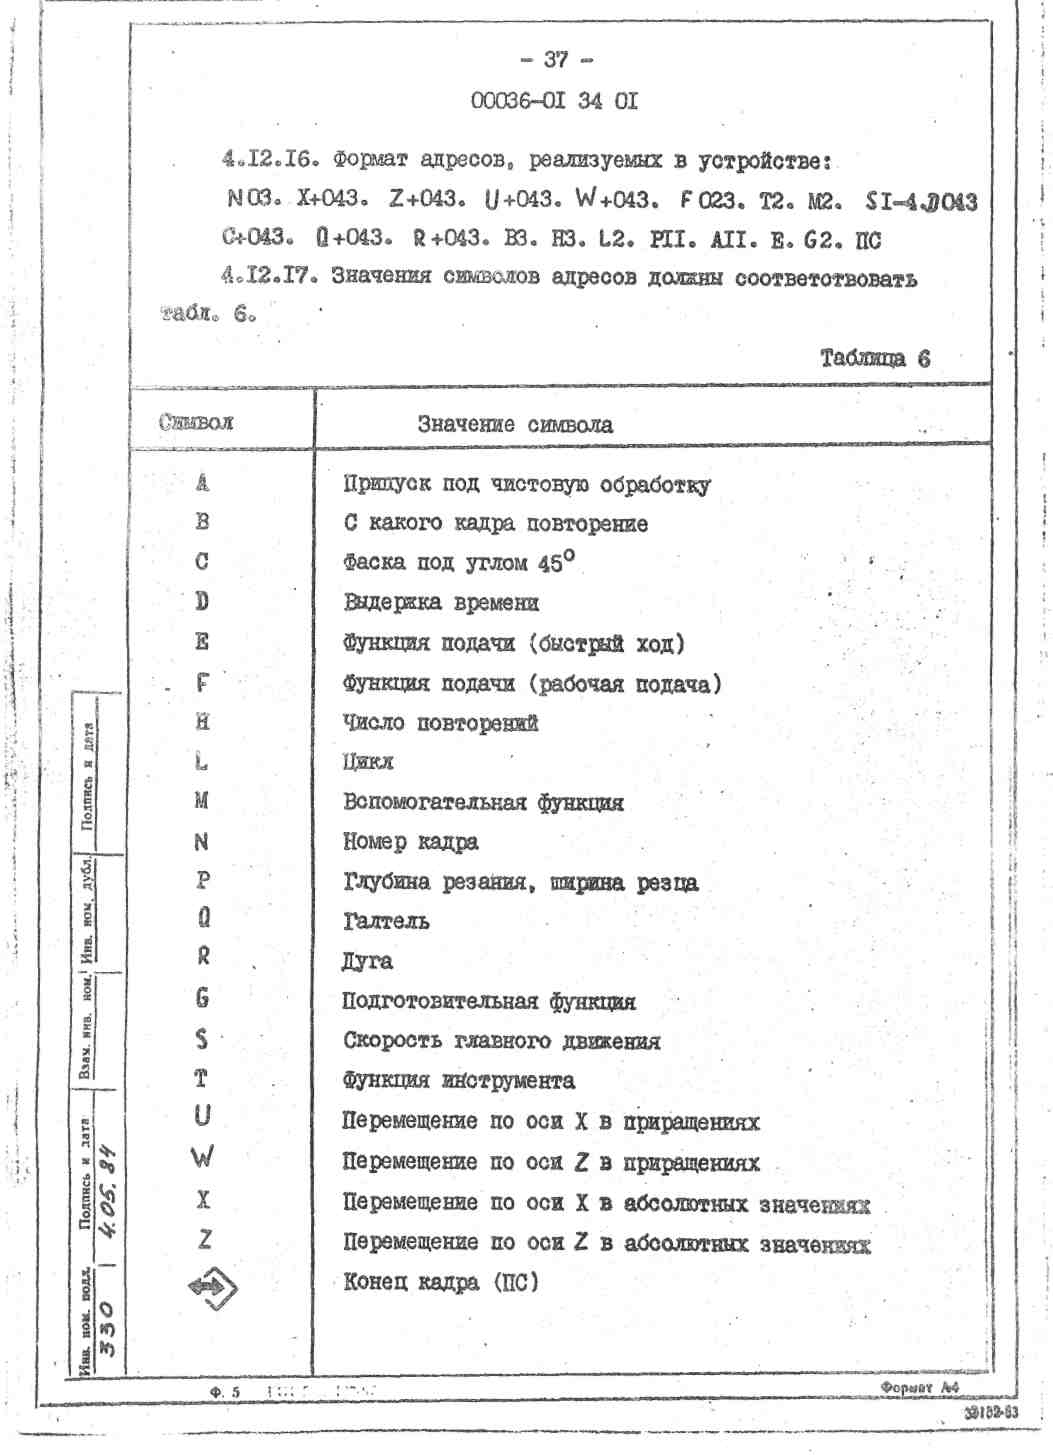 - 37 -
00036-0I 34 0I
4.I2.I6. Формат адресов, реализуемых в устройстве:
N03. X+043. Z+043. U+043. W+043. F023. T2. M2. SI-4.D043
C+043. Q+043. R+043. B3. H3. L2. PII. AII. E. G2. ПС
4.I2.I7. Значения символов адресов должны соответствовать
табл. 6.
Таблица 6
Символ Значение символа
A Припуск под чистовую обработку
B С какого кадра повторение
C Фаска под углом 45°
D Выдержка времени
E Функция подачи (быстрый ход)
F Функция подачи (рабочая подача)
H Число повторений
L Цикл
M Вспомогательная функция
N Номер кадра
P Глубина резания, ширина резца
Q Галтель
R Дуга
G Подготовительная функция
S Скорость главного движения
T Функция инструмента
U Перемещение по оси X в приращениях
W Перемещение по оси Z в приращениях
X Перемещение по оси X в абсолютных значениях
Z Перемещение по оси Z в абсолютных значениях
Конец кадра (ПС)
Подпись и дата
Инв. ном. дубл.
Взам. инв. ном.
Подпись и дата
4.05.84
Инв. ном. подл.
330
Ф. 5
Формат А4